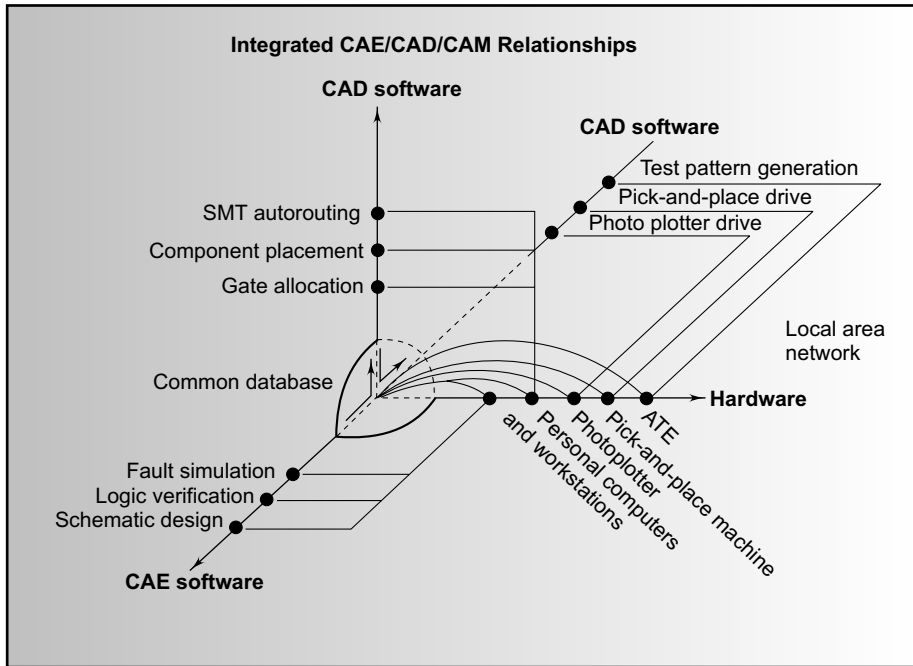 Integrated CAE/CAD/CAM Relationships
CAD software
CAD software
Test pattern generation
Pick-and-place drive
Photo plotter drive
SMT autorouting
Component placement
Gate allocation
Local area
network
Common database
Hardware
ATE
Pick-and-place machine
Photoplotter
Personal computers
and workstations
Fault simulation
Logic verification
Schematic design
CAE software